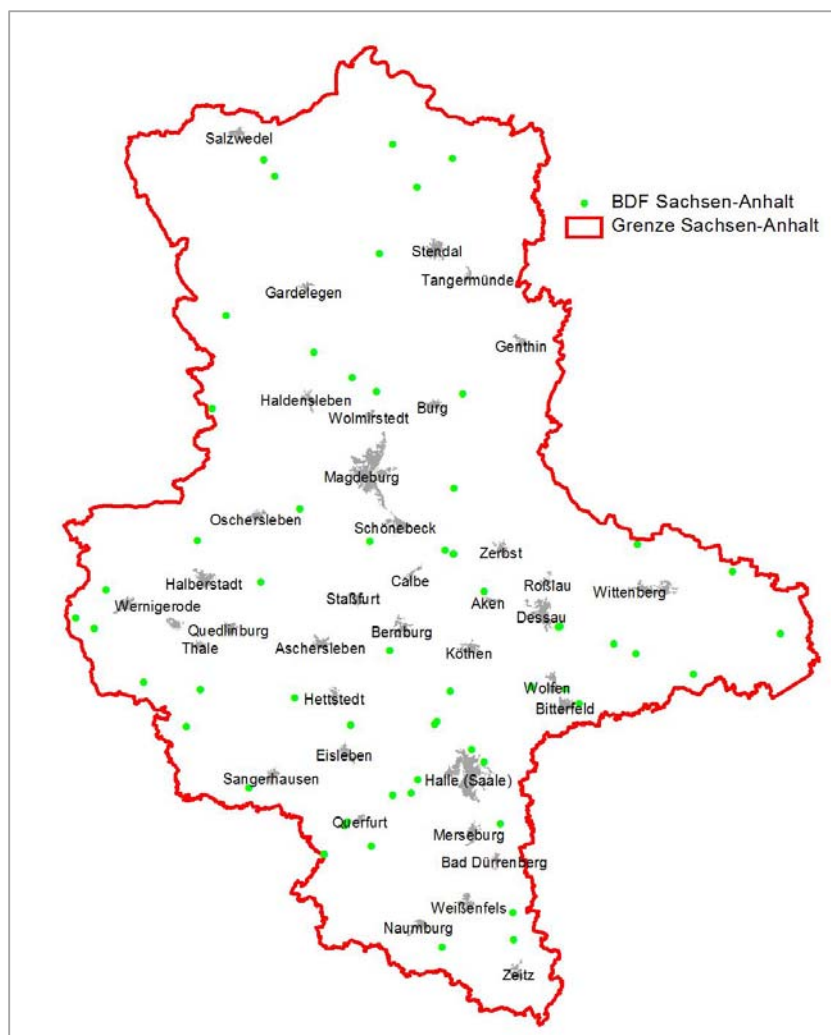 Salzwedel
BDF Sachsen-Anhalt
Grenze Sachsen-Anhalt
Stendal
Tangermünde
Gardelegen
Genthin
Haldensleben
Burg
Wolmirstedt
Magdeburg
Oschersleben
Schönebeck
Zerbst
Halberstadt
Calbe
Roßlau
Wittenberg
Wernigerode
Staßfurt
Aken
Dessau
Quedlinburg
Bernburg
Thale
Aschersleben
Köthen
Wolfen
Hettstedt
Bitterfeld
Eisleben
Sangerhausen
Halle (Saale)
Querfurt
Merseburg
Bad Dürrenberg
Weißenfels
Naumburg
Zeitz